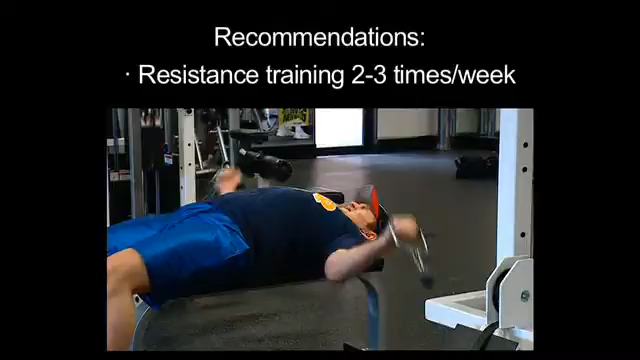 Recommendations:
· Resistance training 2-3 times/week